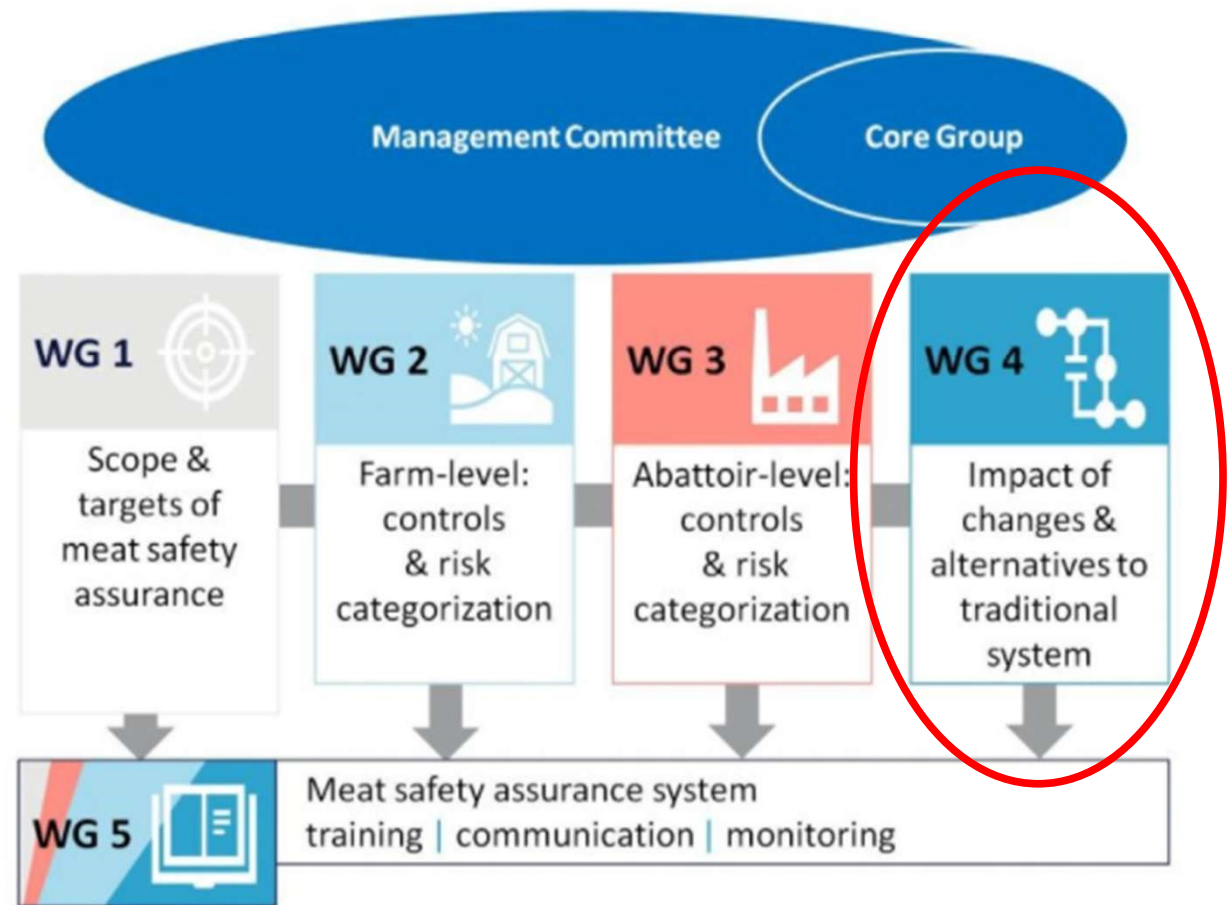 Management Committee
Core Group
WG 1
Scope &
targets of
meat safety
assurance
WG 2
Farm-level:
controls
& risk
categorization
WG 3
Abattoir-level:
controls
& risk
categorization
WG 4
Impact of
changes &
alternatives to
traditional
system
WG 5
Meat safety assurance system
training | communication | monitoring